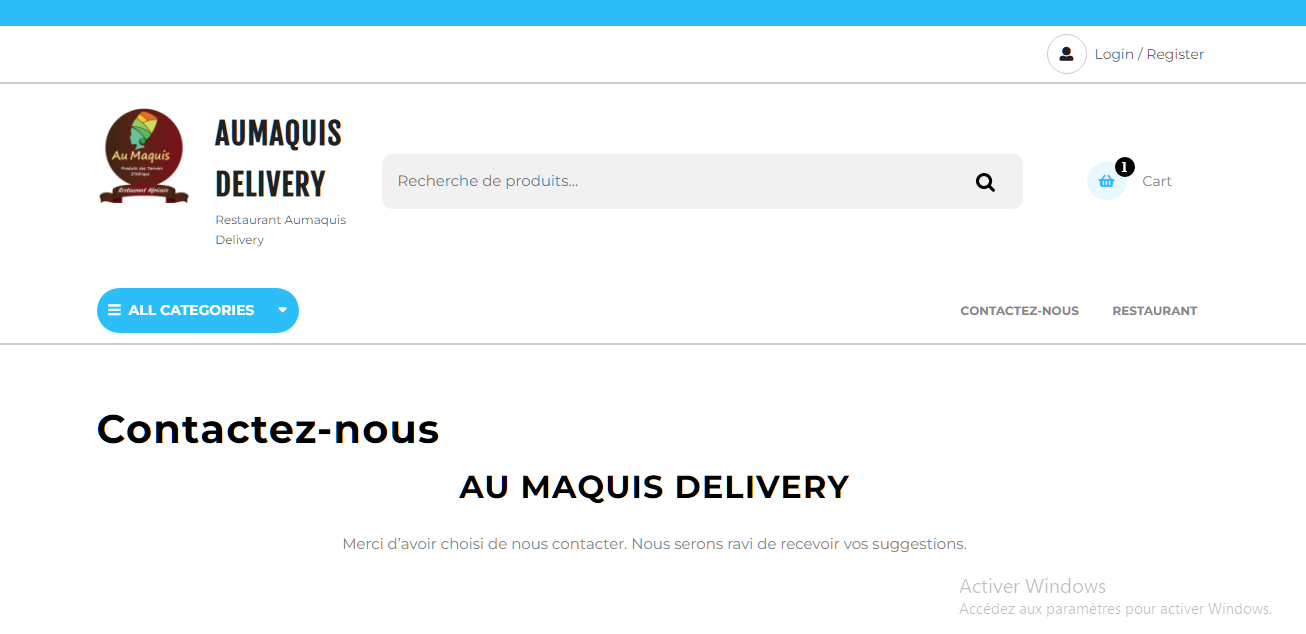 Login / Register
Au Maquis
Produits des Terroirs
d'Afrique
Restaurant Africain
AUMAQUIS
DELIVERY
Restaurant Aumaquis
Delivery
Recherche de produits…
1
Cart
ALL CATEGORIES
CONTACTEZ-NOUS
RESTAURANT
Contactez-nous
AU MAQUIS DELIVERY
Merci d’avoir choisi de nous contacter. Nous serons ravi de recevoir vos suggestions.
Activer Windows
Accédez aux paramètres pour activer Windows.